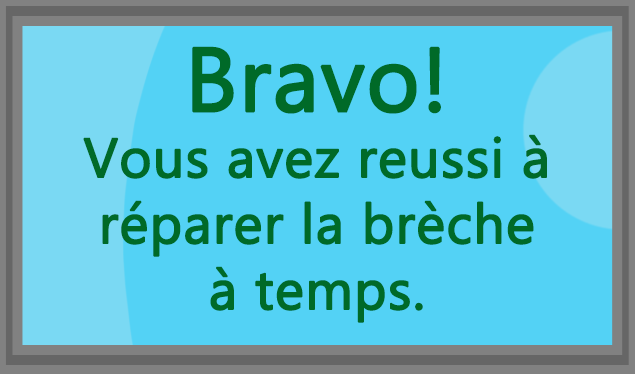 Bravo!
Vous avez reussi à
réparer la brèche
à temps.